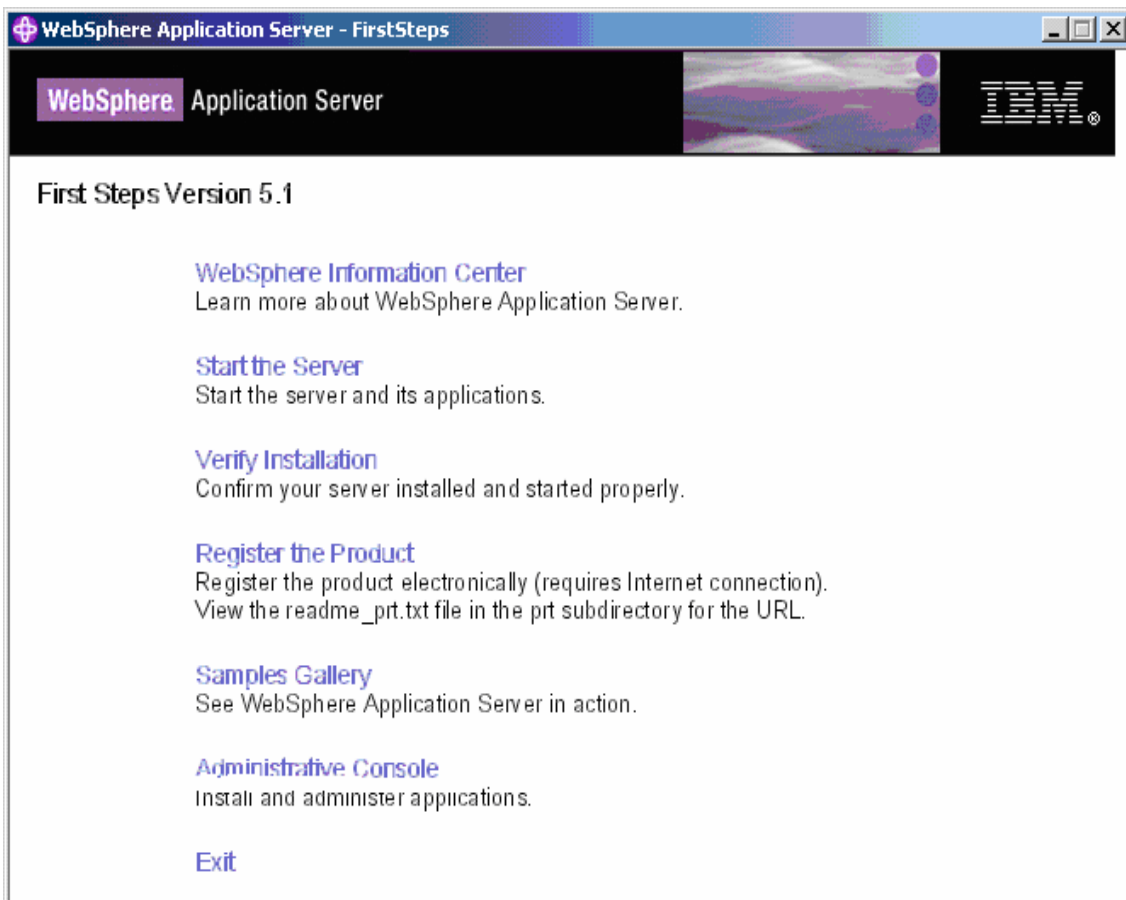 WebSphere Application Server - FirstSteps
WebSphere Application Server
IBM®
First Steps Version 5.1
WebSphere Information Center
Learn more about WebSphere Application Server.
Start the Server
Start the server and its applications.
Verify Installation
Confirm your server installed and started properly.
Register the Product
Register the product electronically (requires Internet connection).
View the readme_prt.txt file in the prt subdirectory for the URL.
Samples Gallery
See WebSphere Application Server in action.
Administrative Console
Install and administer applications.
Exit